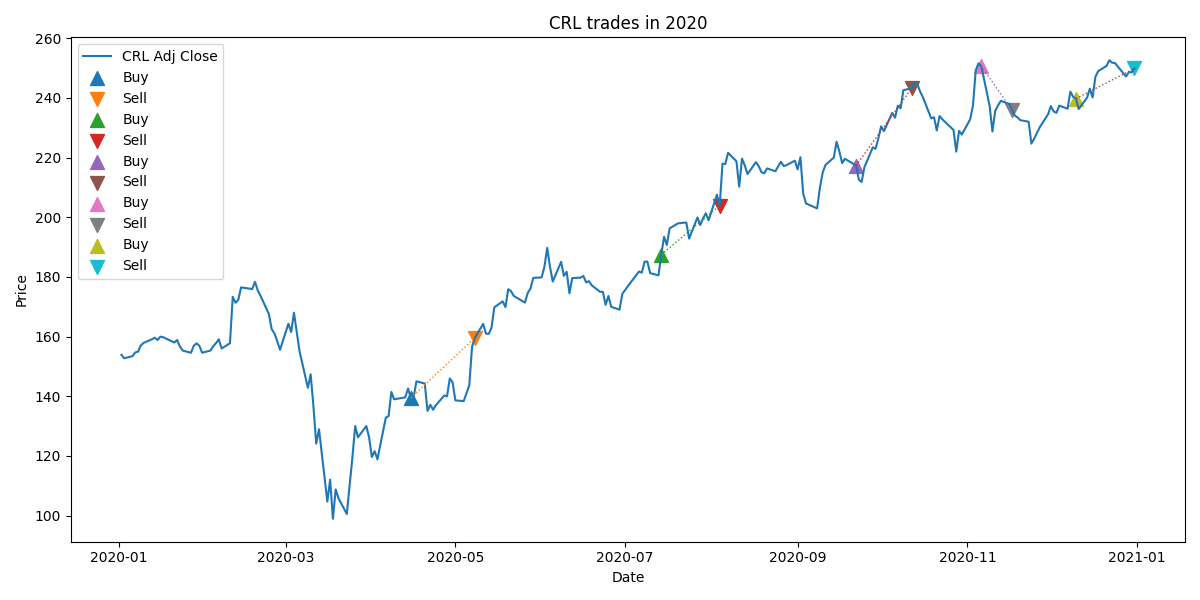 CRL trades in 2020
260
240
220
200
180
160
140
120
100
Price
CRL Adj Close
Buy
Sell
Buy
Sell
Buy
Sell
Buy
Sell
Buy
Sell
2020-01
2020-03
2020-05
2020-07
2020-09
2020-11
2021-01
Date